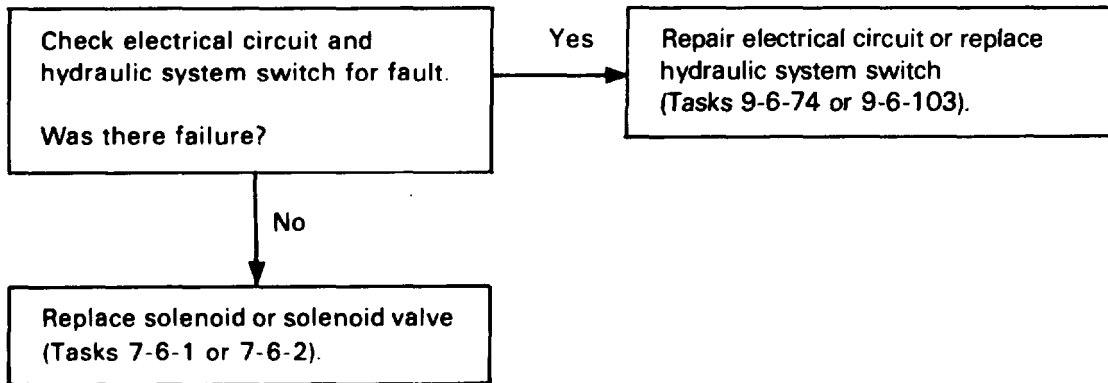 Check electrical circuit and
hydraulic system switch for fault.
Was there failure?
Yes
Repair electrical circuit or replace
hydraulic system switch
(Tasks 9-6-74 or 9-6-103).
No
Replace solenoid or solenoid valve
(Tasks 7-6-1 or 7-6-2).